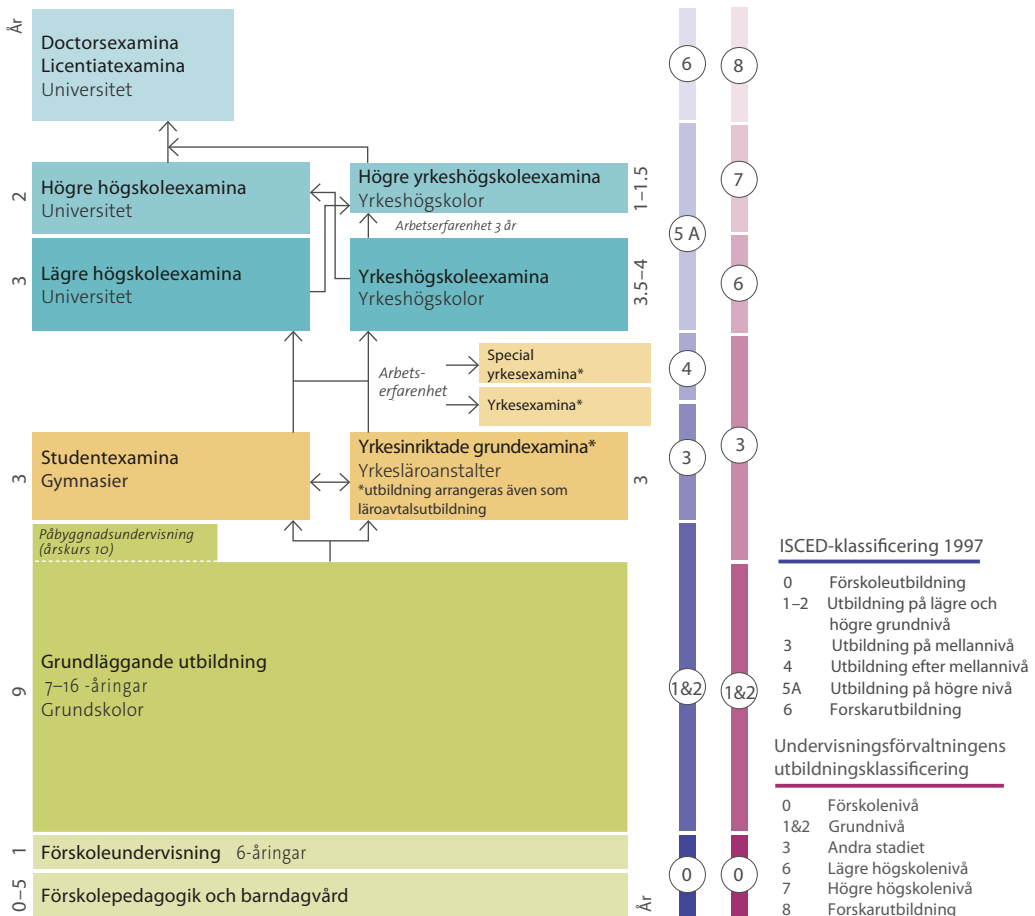 År
Doctorsexamina
Licentiatexamina
Universitet
6
8
2
Högre högskoleexamina
Universitet
Högre yrkeshögskoleexamina
Yrkeshögskolor
1–1.5
7
Arbetserfarenhet 3 år
5 A
3
Lägre högskoleexamina
Universitet
Yrkeshögskoleexamina
Yrkeshögskolor
3.5–4
6
Arbets-
erfarenhet
Special
yrkesexamina*
Yrkesexamina*
4
3
Studentexamina
Gymnasier
Yrkesinriktade grundexamina*
Yrkesläroanstalter
*utbildning arrangeras även som
läroavtalsutbildning
3
3
3
Påbyggnadsundervisning
(årskurs 10)
9
Grundläggande utbildning
7–16 -åringar
Grundskolor
1&2
1&2
1
Förskoleundervisning 6-åringar
0–5
Förskolepedagogik och barndagvård
År
0
0
ISCED-klassificering 1997
0 Förskoleutbildning
1–2 Utbildning på lägre och
högre grundnivå
3 Utbildning på mellannivå
4 Utbildning efter mellannivå
5A Utbildning på högre nivå
6 Forskarutbildning
Undervisningsförvaltningens
utbildningsklassificering
0 Förskolenivå
1&2 Grundnivå
3 Andra stadiet
6 Lägre högskolenivå
7 Högre högskolenivå
8 Forskarutbildning